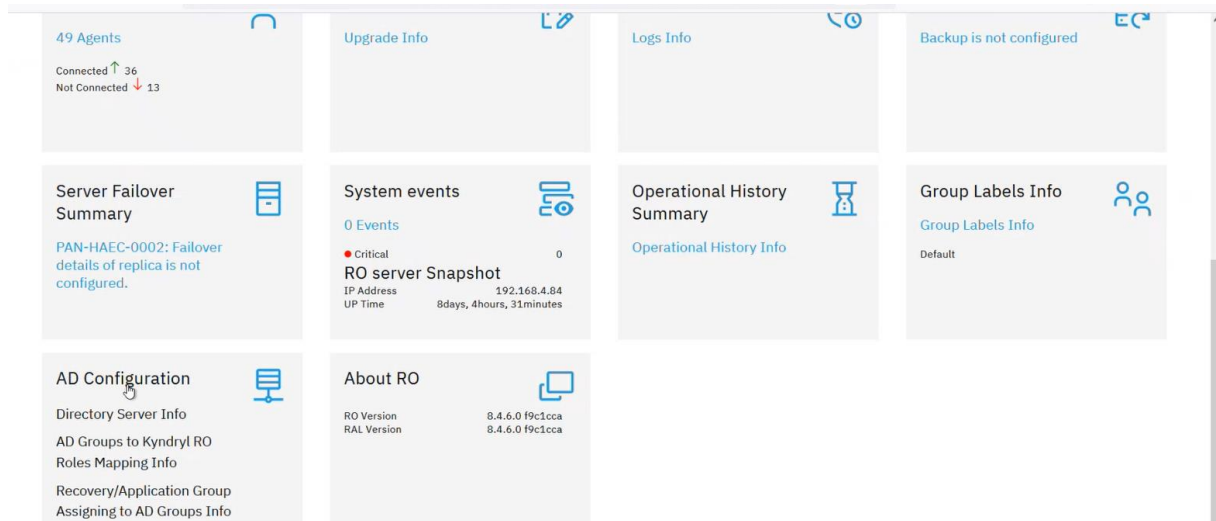 49 Agents
Connected ↑ 36
Not Connected ↓ 13
Upgrade Info
Logs Info
Backup is not configured
Server Failover
Summary
PAN-HAEC-0002: Failover
details of replica is not
configured.
System events
0 Events
Critical 0
RO server Snapshot
IP Address 192.168.4.84
UP Time 8days, 4hours, 31minutes
Operational History
Summary
Operational History Info
Group Labels Info
Group Labels Info
Default
AD Configuration
Directory Server Info
AD Groups to Kyndryl RO
Roles Mapping Info
Recovery/Application Group
Assigning to AD Groups Info
About RO
RO Version 8.4.6.0 f9c1cca
RAL Version 8.4.6.0 f9c1cca